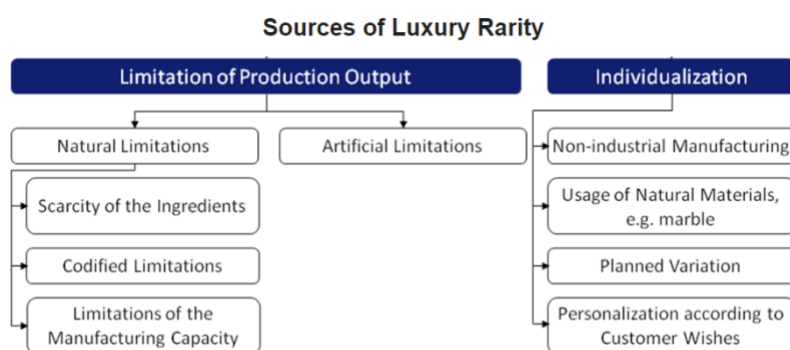 Sources of Luxury Rarity
Limitation of Production Output
Individualization
Natural Limitations
Artificial Limitations
Scarcity of the Ingredients
Codified Limitations
Limitations of the
Manufacturing Capacity
Non-industrial Manufacturing
Usage of Natural Materials,
e.g. marble
Planned Variation
Personalization according to
Customer Wishes